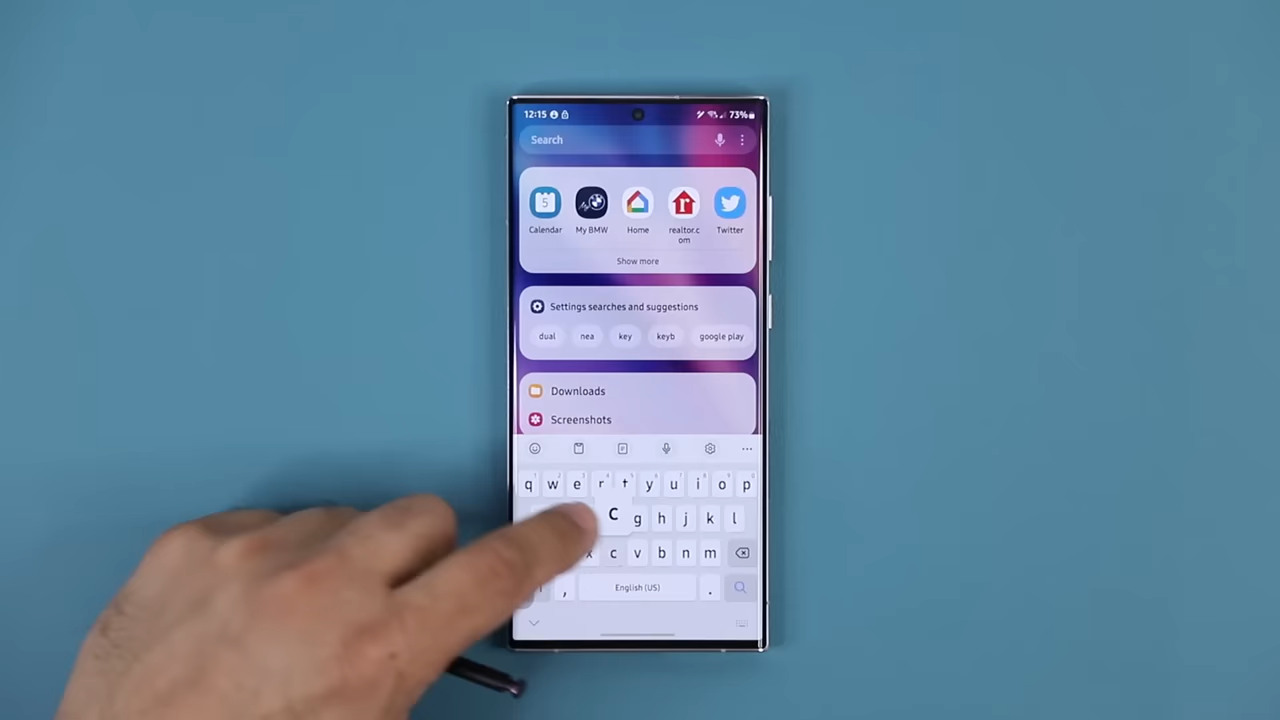 12:15
73%
Search
5
Calendar
My BMW
Home
r
realtor.c
om
Twitter
Show more
Settings searches and suggestions
dual
nea
key
keyb
google play
Downloads
Screenshots
q w e r t y u i o p
C
g h j k l
x c v b n m
,
English (US)
.